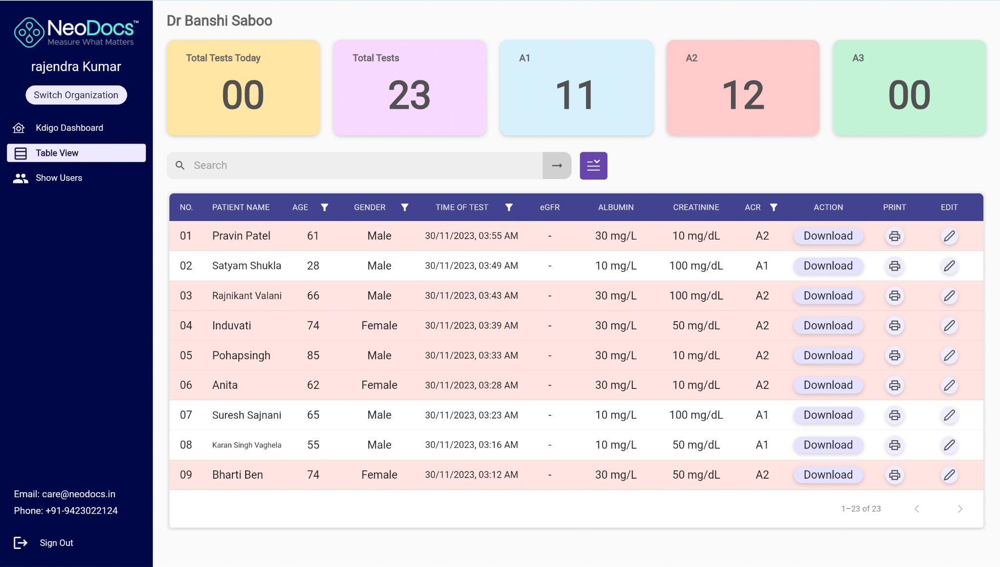 NeoDocs™
Measure What Matters
rajendra Kumar
Switch Organization
Kdigo Dashboard
Table View
Show Users
Email: care@neodocs.in
Phone: +91-9423022124
Sign Out
Dr Banshi Saboo
Total Tests Today
00
Total Tests
23
A1
11
A2
12
A3
00
Search
NO. PATIENT NAME AGE GENDER TIME OF TEST eGFR ALBUMIN CREATININE ACR ACTION PRINT EDIT
01 Pravin Patel 61 Male 30/11/2023, 03:55 AM - 30 mg/L 10 mg/dL A2 Download
02 Satyam Shukla 28 Male 30/11/2023, 03:49 AM - 10 mg/L 100 mg/dL A1 Download
03 Rajnikant Valani 66 Male 30/11/2023, 03:43 AM - 30 mg/L 100 mg/dL A2 Download
04 Induvati 74 Female 30/11/2023, 03:39 AM - 30 mg/L 50 mg/dL A2 Download
05 Pohapsingh 85 Male 30/11/2023, 03:33 AM - 30 mg/L 10 mg/dL A2 Download
06 Anita 62 Female 30/11/2023, 03:28 AM - 30 mg/L 10 mg/dL A2 Download
07 Suresh Sajnani 65 Male 30/11/2023, 03:23 AM - 10 mg/L 100 mg/dL A1 Download
08 Karan Singh Vaghela 55 Male 30/11/2023, 03:16 AM - 10 mg/L 50 mg/dL A1 Download
09 Bharti Ben 74 Female 30/11/2023, 03:12 AM - 30 mg/L 50 mg/dL A2 Download
1–23 of 23